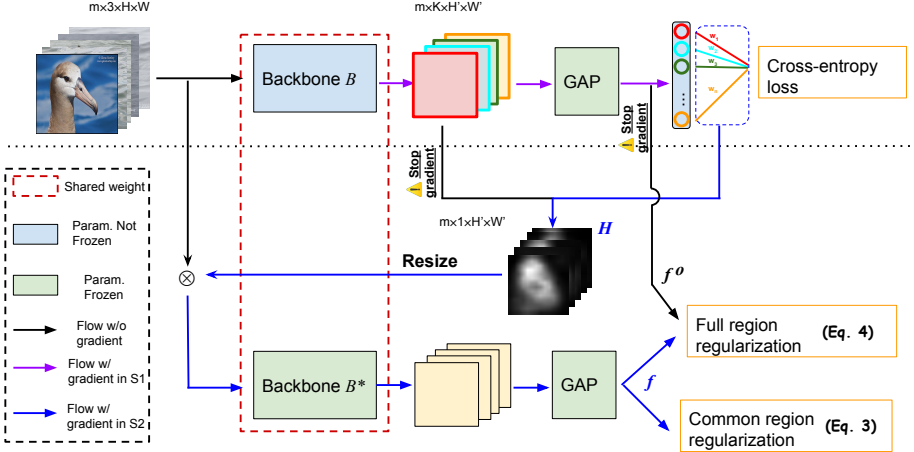 m×3×H×W
m×K×H'×W'
Backbone B
GAP
w₁
...
Cross-entropy
loss
Stop
gradient
Stop
gradient
Shared weight
m×1×H'×W'
H
Param. Not
Frozen
⊗
Resize
Param.
Frozen
f⁰
Flow w/o
gradient
Full region
regularization
(Eq. 4)
Flow w/
gradient in S1
Backbone B*
GAP
f
Flow w/
gradient in S2
Common region
regularization
(Eq. 3)